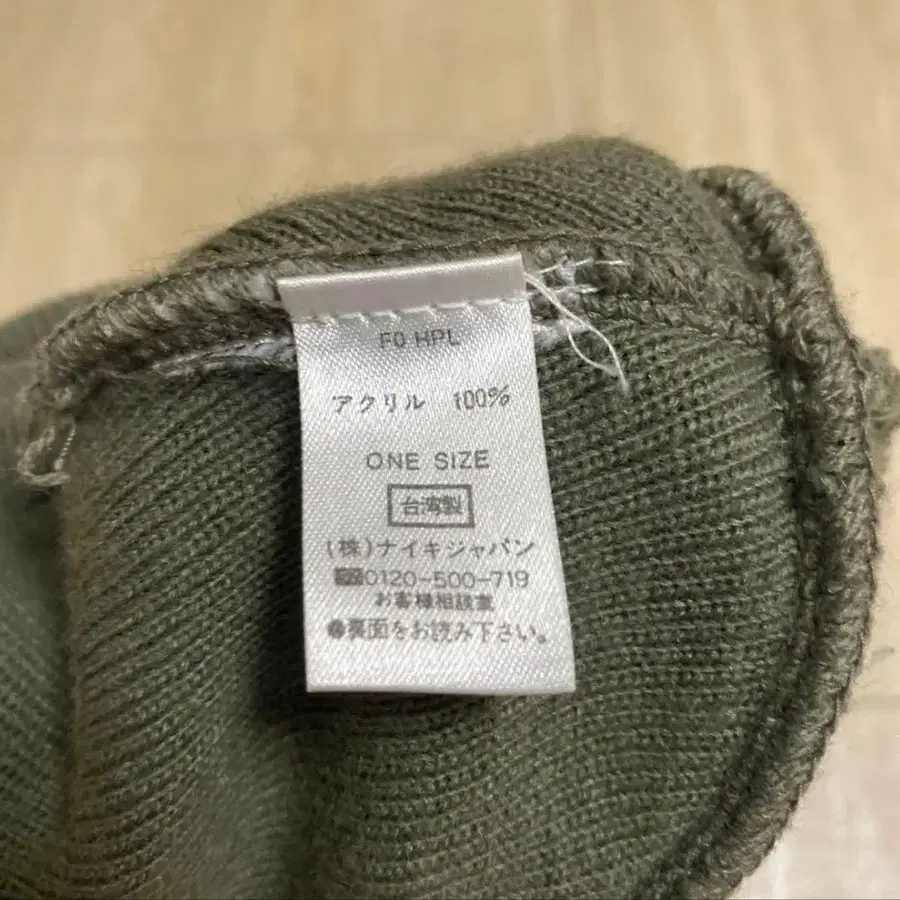 FO HPL
アクリル 100%
ONE SIZE
台湾製
(株)ナイキジャパン
0120-500-719
お客様相談室
●裏面をお読み下さい。